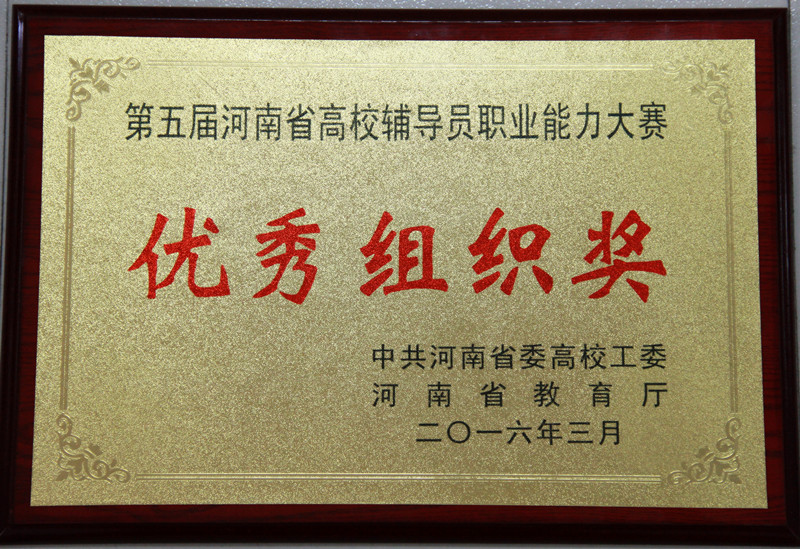 第五届河南省高校辅导员职业能力大赛
优秀组织奖
中共河南省委高校工委
河南省教育厅
二〇一六年三月